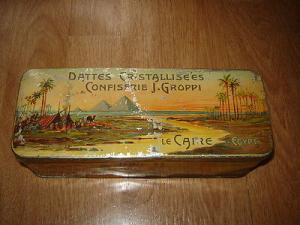 DATTES CRISTALLISÉES
CONFISERIE J. GROPPI
LE CAIRE - EGYPTE